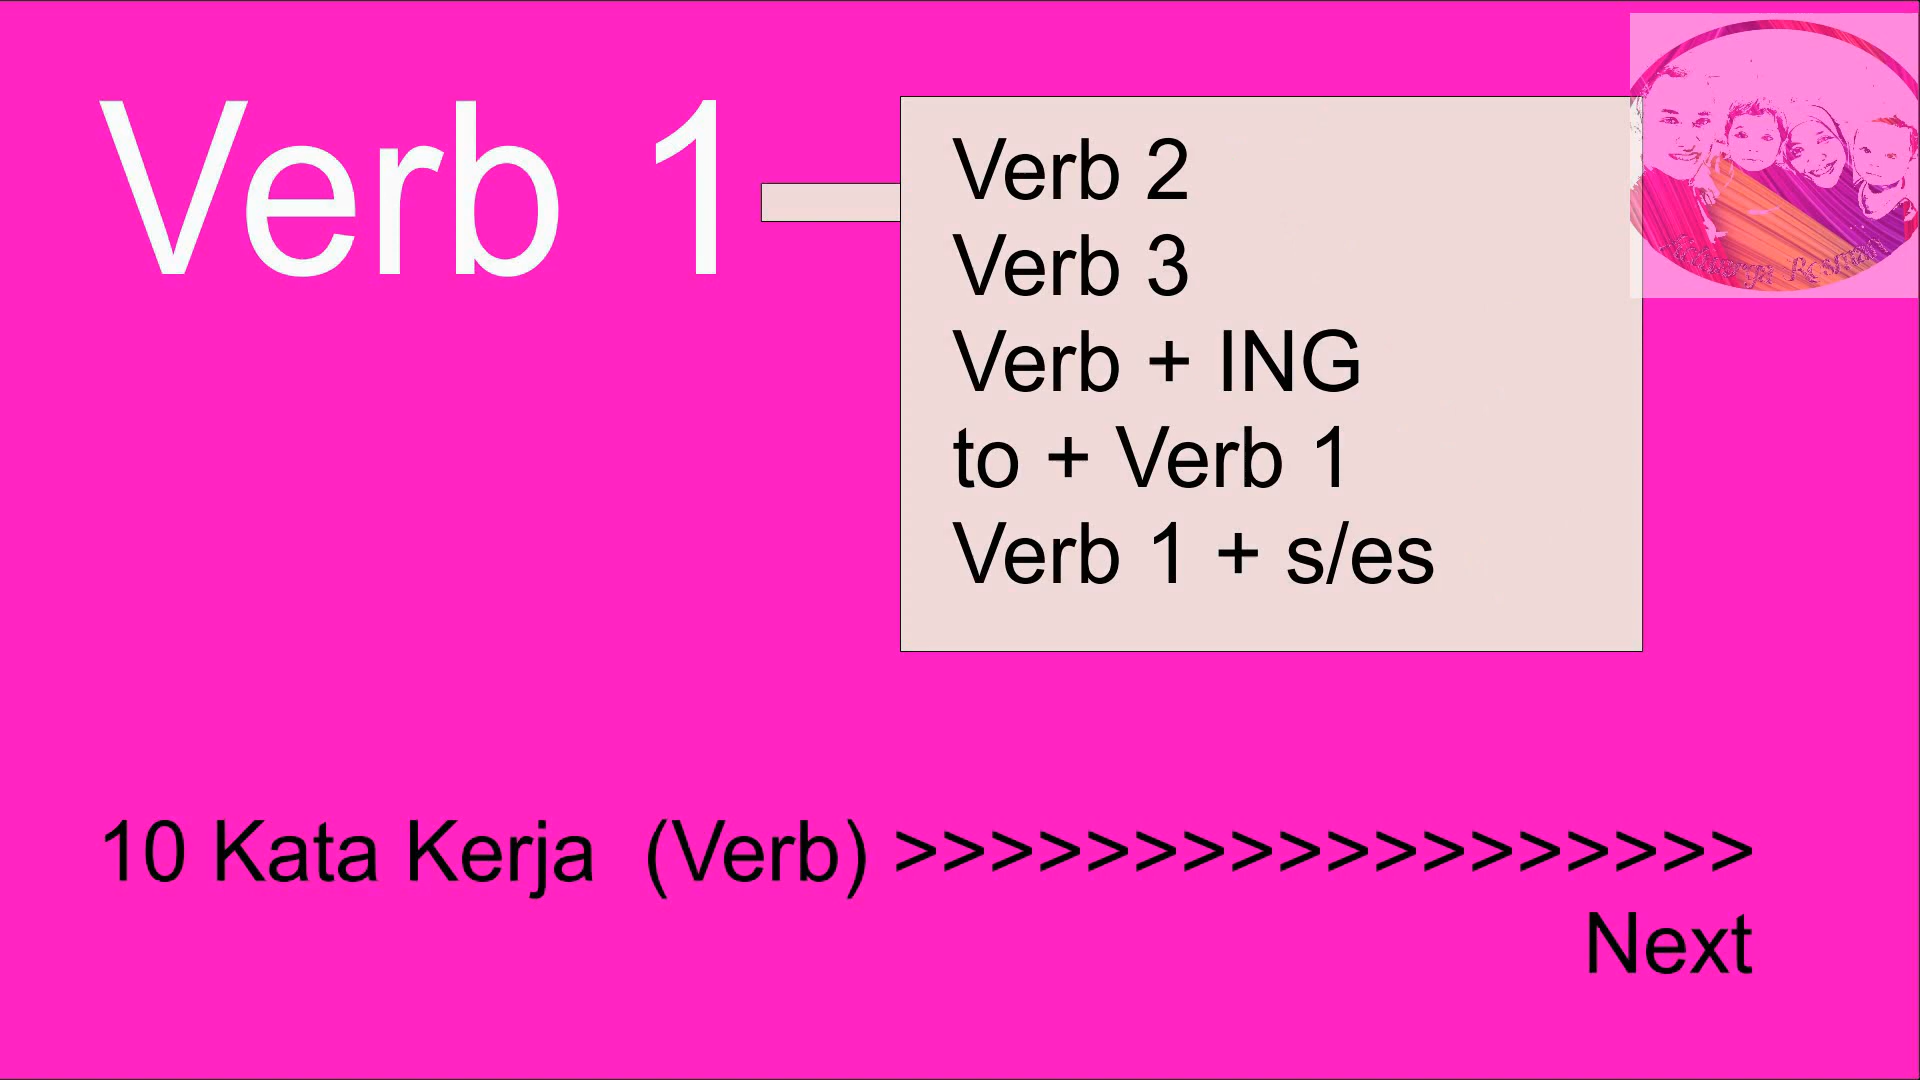 Verb 1
Verb 2
Verb 3
Verb + ING
to + Verb 1
Verb 1 + s/es
10 Kata Kerja  (Verb) >>>>>>>>>>>>>>>>>>
Next